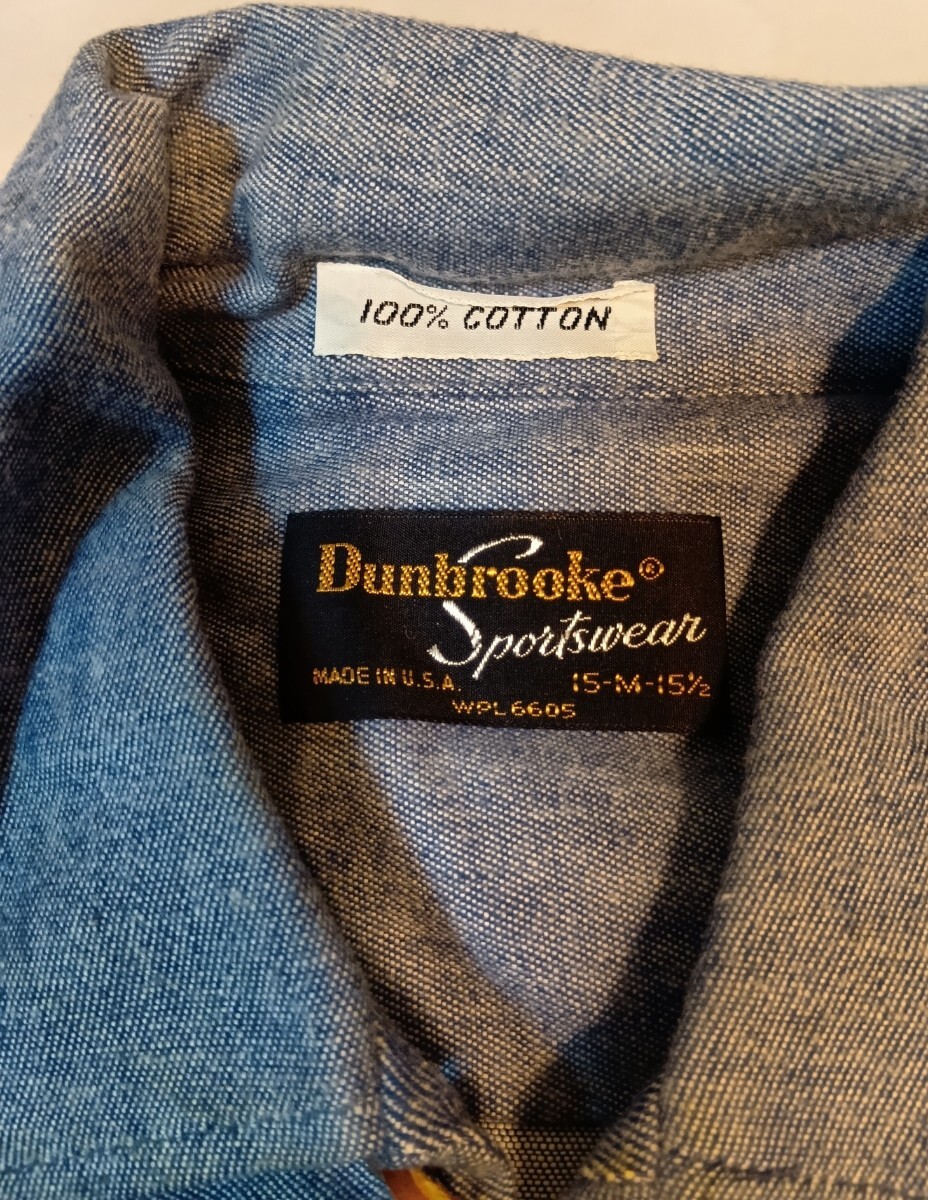 100% COTTON
Dunbrooke®
Sportswear
MADE IN U.S.A. 15-M-15½
WPL6605